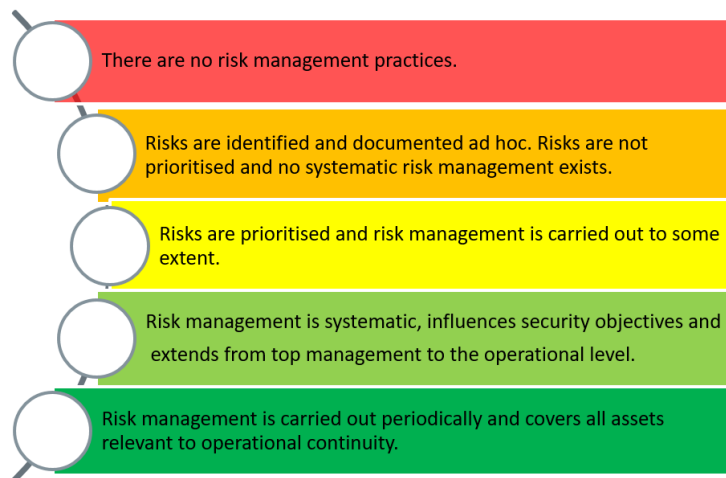 There are no risk management practices.
Risks are identified and documented ad hoc. Risks are not
prioritised and no systematic risk management exists.
Risks are prioritised and risk management is carried out to some
extent.
Risk management is systematic, influences security objectives and
extends from top management to the operational level.
Risk management is carried out periodically and covers all assets
relevant to operational continuity.